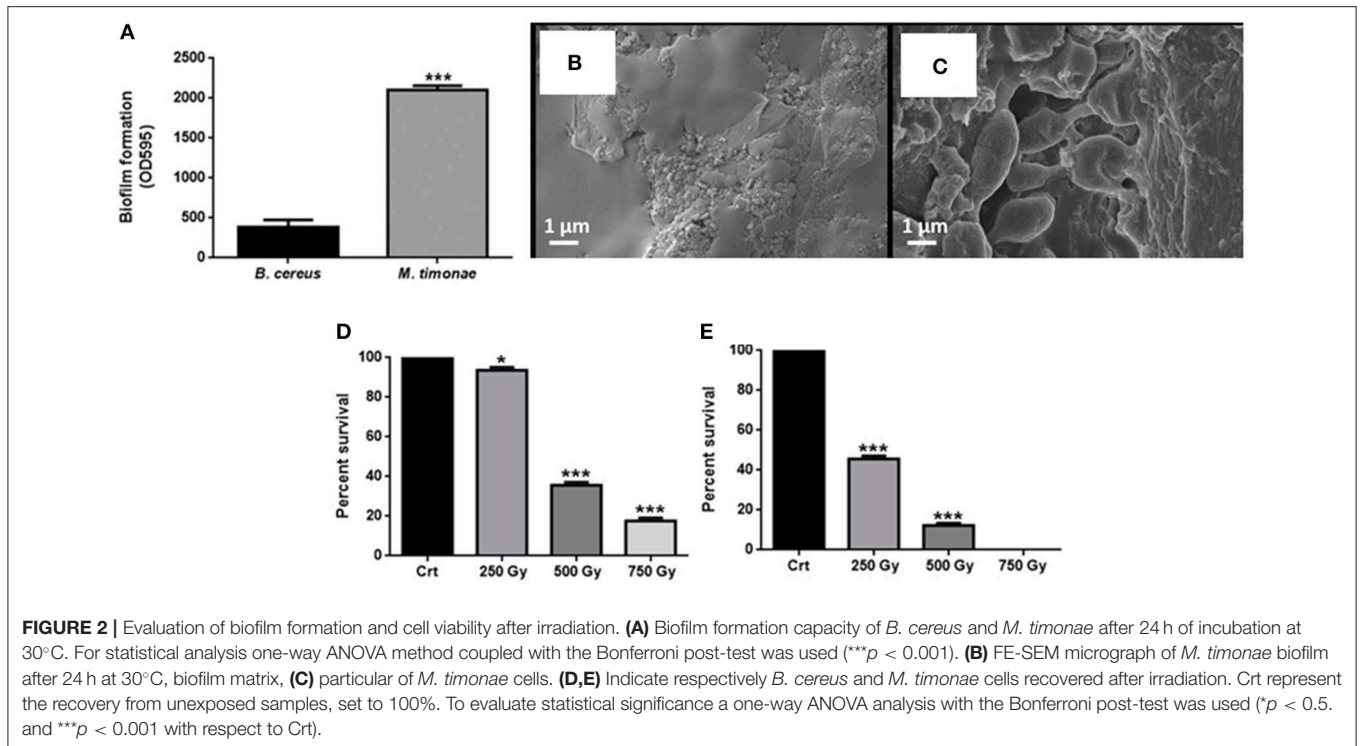 A
Biofilm formation
(OD595)
2500
2000
1500
1000
500
0
***
B. cereus
M. timonae
B
1 µm
C
1 µm
D
Percent survival
100
80
60
40
20
0
*
***
***
Crt
250 Gy
500 Gy
750 Gy
E
Percent survival
100
80
60
40
20
0
***
***
Crt
250 Gy
500 Gy
750 Gy
FIGURE 2 | Evaluation of biofilm formation and cell viability after irradiation. (A) Biofilm formation capacity of B. cereus and M. timonae after 24 h of incubation at
30°C. For statistical analysis one-way ANOVA method coupled with the Bonferroni post-test was used (***p < 0.001). (B) FE-SEM micrograph of M. timonae biofilm
after 24 h at 30°C, biofilm matrix, (C) particular of M. timonae cells. (D,E) Indicate respectively B. cereus and M. timonae cells recovered after irradiation. Crt represent
the recovery from unexposed samples, set to 100%. To evaluate statistical significance a one-way ANOVA analysis with the Bonferroni post-test was used (*p < 0.5.
and ***p < 0.001 with respect to Crt).